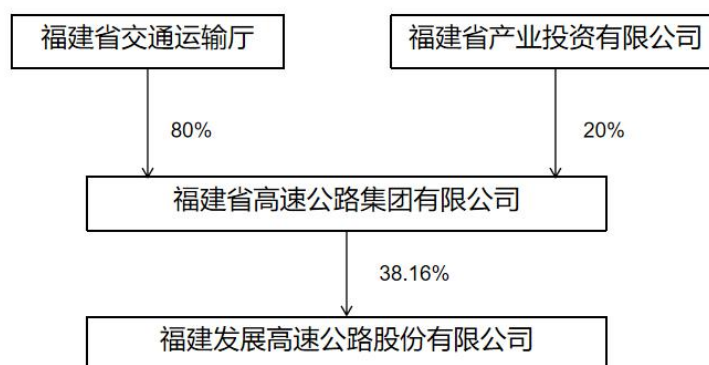 福建省交通运输厅
福建省产业投资有限公司
80%
20%
福建省高速公路集团有限公司
38.16%
福建发展高速公路股份有限公司